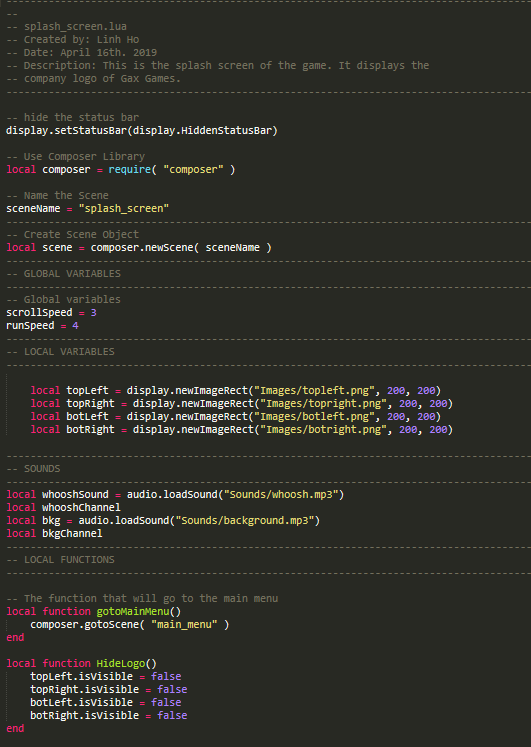 -----------------------------------------------------------------------------------------
--
-- splash_screen.lua
-- Created by: Linh Ho
-- Date: April 16th. 2019
-- Description: This is the splash screen of the game. It displays the
-- company logo of Gax Games.
-----------------------------------------------------------------------------------------
-- hide the status bar
display.setStatusBar(display.HiddenStatusBar)
-- Use Composer Library
local composer = require( "composer" )
-- Name the Scene
sceneName = "splash_screen"
-----------------------------------------------------------------------------------------
-- Create Scene Object
local scene = composer.newScene( sceneName )
-----------------------------------------------------------------------------------------
-- GLOBAL VARIABLES
-----------------------------------------------------------------------------------------
-- Global variables
scrollSpeed = 3
runSpeed = 4
-----------------------------------------------------------------------------------------
-- LOCAL VARIABLES
-----------------------------------------------------------------------------------------
local topLeft = display.newImageRect("Images/topleft.png", 200, 200)
local topRight = display.newImageRect("Images/topright.png", 200, 200)
local botLeft = display.newImageRect("Images/botleft.png", 200, 200)
local botRight = display.newImageRect("Images/botright.png", 200, 200)
-----------------------------------------------------------------------------------------
-- SOUNDS
-----------------------------------------------------------------------------------------
local whooshSound = audio.loadSound("Sounds/whoosh.mp3")
local whooshChannel
local bkg = audio.loadSound("Sounds/background.mp3")
local bkgChannel
-----------------------------------------------------------------------------------------
-- LOCAL FUNCTIONS
-----------------------------------------------------------------------------------------
-- The function that will go to the main menu
local function gotoMainMenu()
composer.gotoScene( "main_menu" )
end
local function HideLogo()
topLeft.isVisible = false
topRight.isVisible = false
botLeft.isVisible = false
botRight.isVisible = false
end